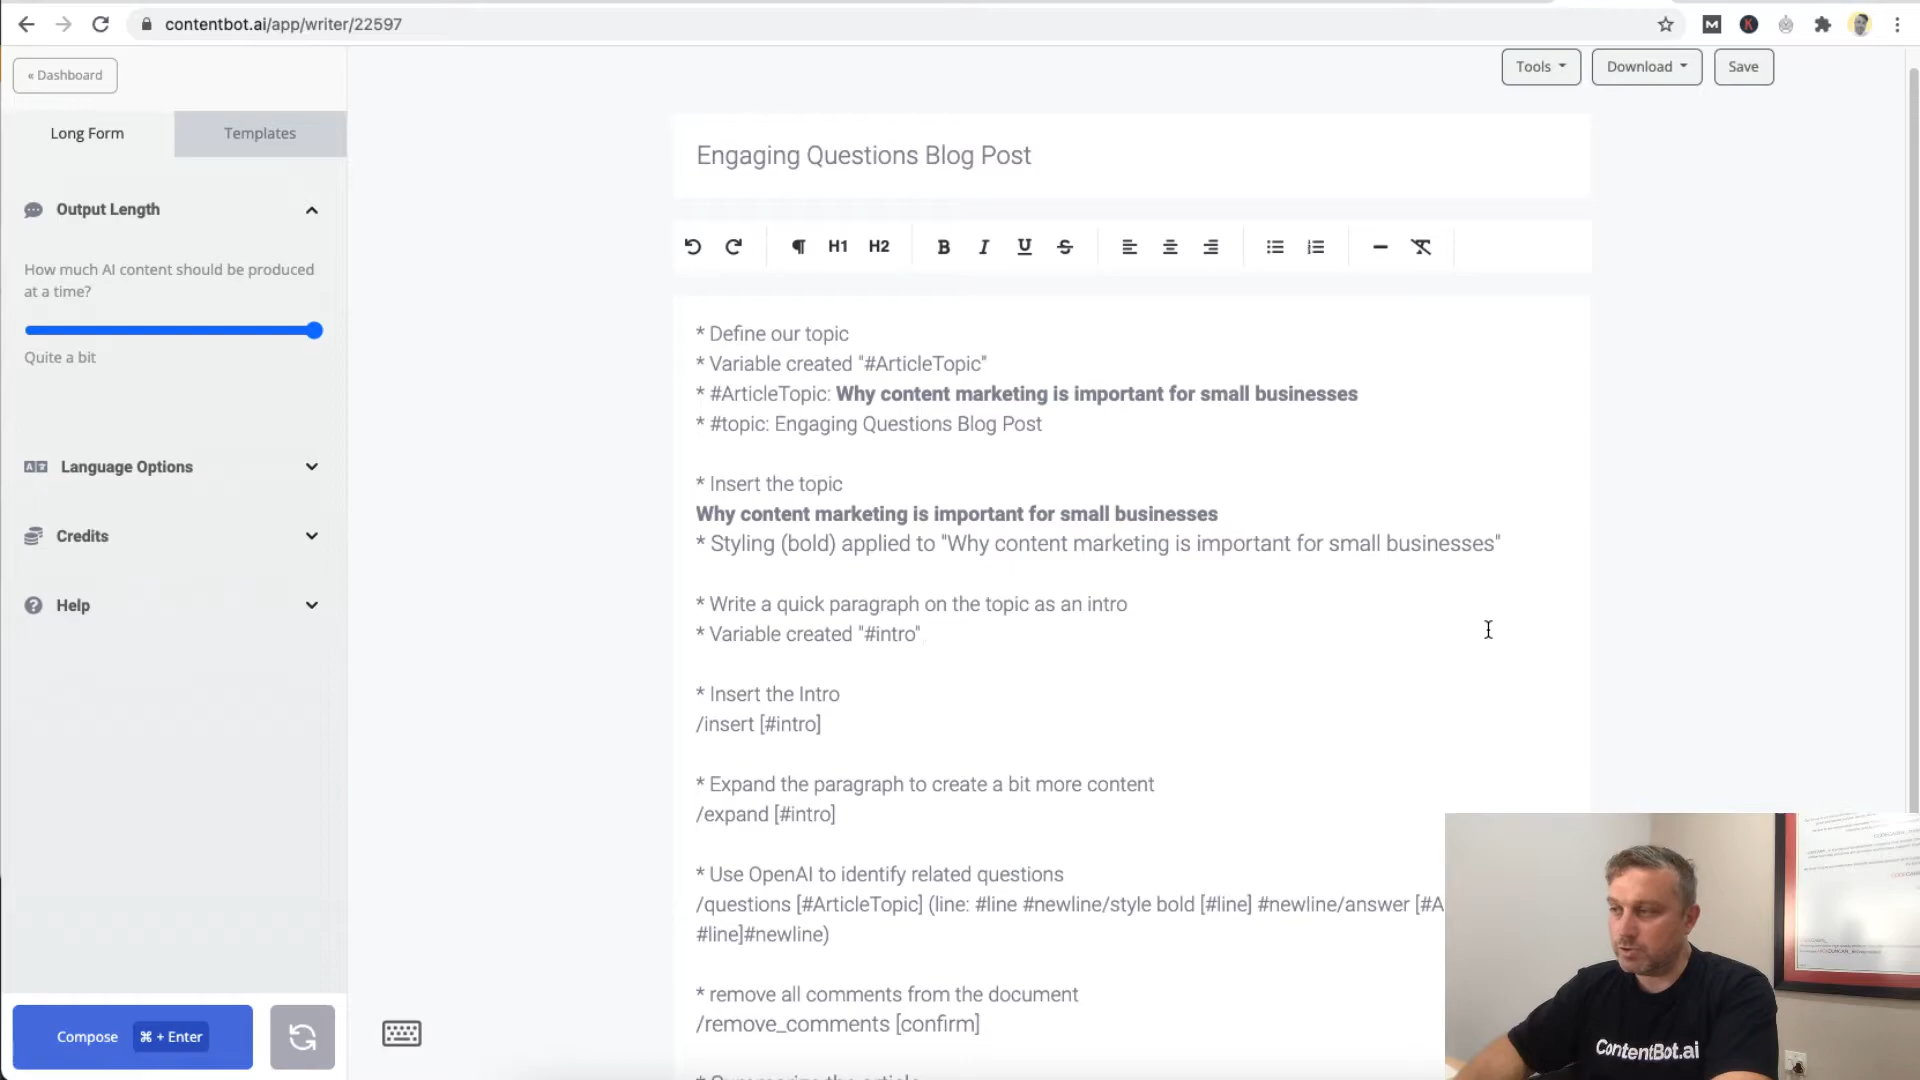 contentbot.ai/app/writer/22597
« Dashboard
Tools
Download
Save
Long Form
Templates
Engaging Questions Blog Post
Output Length
How much AI content should be produced
at a time?
Quite a bit
Language Options
Credits
Help
H1 H2 B I U S
* Define our topic
* Variable created "#ArticleTopic"
* #ArticleTopic: Why content marketing is important for small businesses
* #topic: Engaging Questions Blog Post
* Insert the topic
Why content marketing is important for small businesses
* Styling (bold) applied to "Why content marketing is important for small businesses"
* Write a quick paragraph on the topic as an intro
* Variable created "#intro"
* Insert the Intro
/insert [#intro]
* Expand the paragraph to create a bit more content
/expand [#intro]
* Use OpenAI to identify related questions
/questions [#ArticleTopic] (line: #line #newline/style bold [#line] #newline/answer [#A
#line]#newline)
* remove all comments from the document
/remove_comments [confirm]
Compose ⌘ + Enter
ContentBot.ai